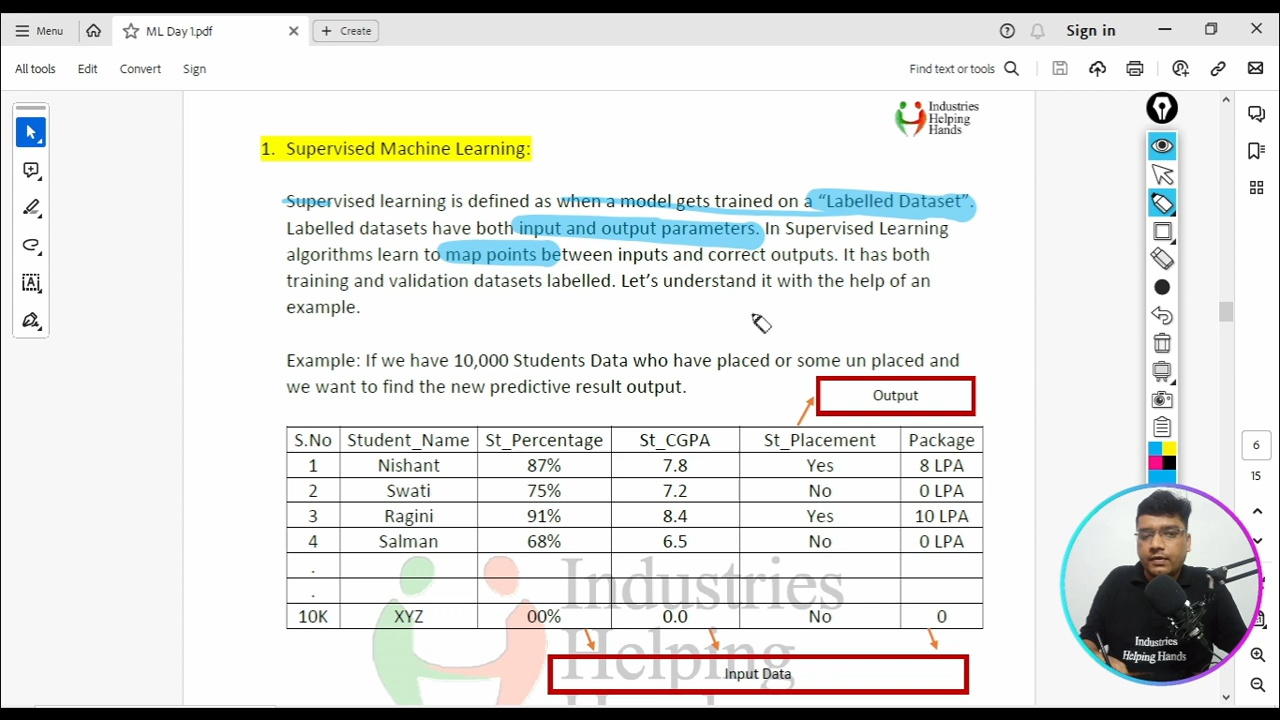 Menu
ML Day 1.pdf
Create
Sign in
All tools
Edit
Convert
Sign
Find text or tools
Industries
Helping
Hands
1. Supervised Machine Learning:
Supervised learning is defined as when a model gets trained on a “Labelled Dataset”.
Labelled datasets have both input and output parameters. In Supervised Learning
algorithms learn to map points between inputs and correct outputs. It has both
training and validation datasets labelled. Let’s understand it with the help of an
example.
Example: If we have 10,000 Students Data who have placed or some un placed and
we want to find the new predictive result output.
Output
S.No Student_Name St_Percentage St_CGPA St_Placement Package
1 Nishant 87% 7.8 Yes 8 LPA
2 Swati 75% 7.2 No 0 LPA
3 Ragini 91% 8.4 Yes 10 LPA
4 Salman 68% 6.5 No 0 LPA
.
.
10K XYZ 00% 0.0 No 0
Input Data
Industries
Helping
6
15
Industries
Helping Hands